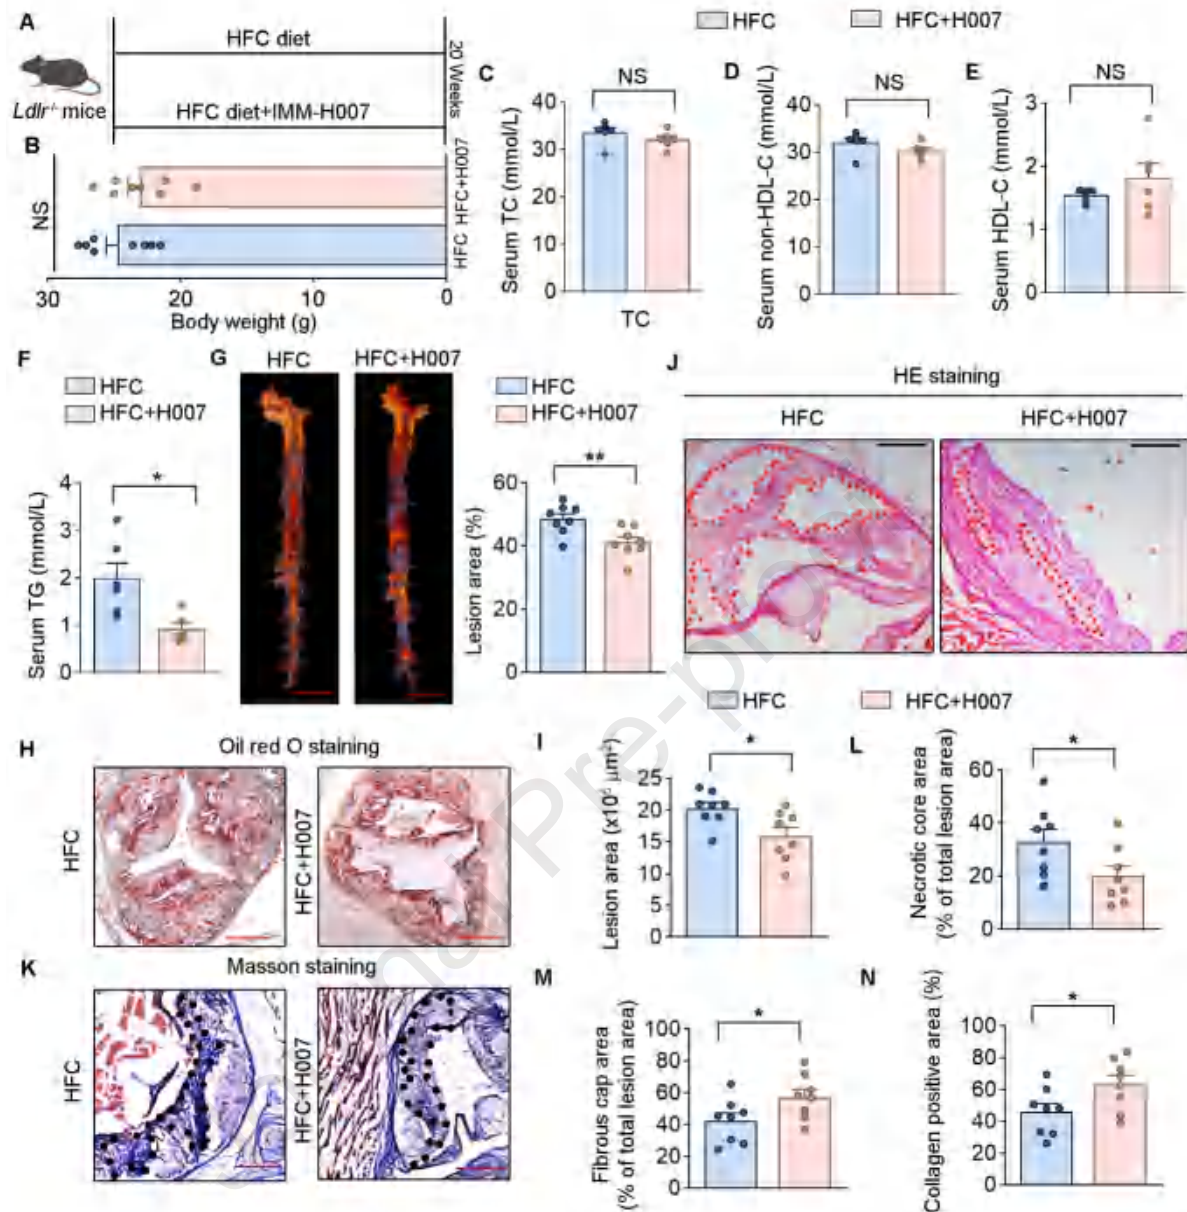 A
HFC diet
Ldlr-/- mice
HFC diet+IMM-H007
20 Weeks
B
NS
HFC+H007
HFC
30
20
10
0
Body weight (g)
HFC
HFC+H007
C
NS
Serum TC (mmol/L)
40
30
20
10
0
TC
D
NS
Serum non-HDL-C (mmol/L)
40
30
20
10
0
E
NS
Serum HDL-C (mmol/L)
3
2
1
0
F
HFC
HFC+H007
*
Serum TG (mmol/L)
4
3
2
1
0
G
HFC
HFC+H007
HFC
HFC+H007
**
Lesion area (%)
60
40
20
0
J
HE staining
HFC
HFC+H007
HFC
HFC+H007
H
Oil red O staining
HFC
HFC+H007
I
*
Lesion area (x10⁵ μm²)
25
20
15
10
5
0
L
*
Necrotic core area
(% of total lesion area)
60
40
20
0
K
Masson staining
HFC
HFC+H007
M
*
Fibrous cap area
(% of total lesion area)
100
80
60
40
20
0
N
*
Collagen positive area (%)
100
80
60
40
20
0
Journal Pre-proof